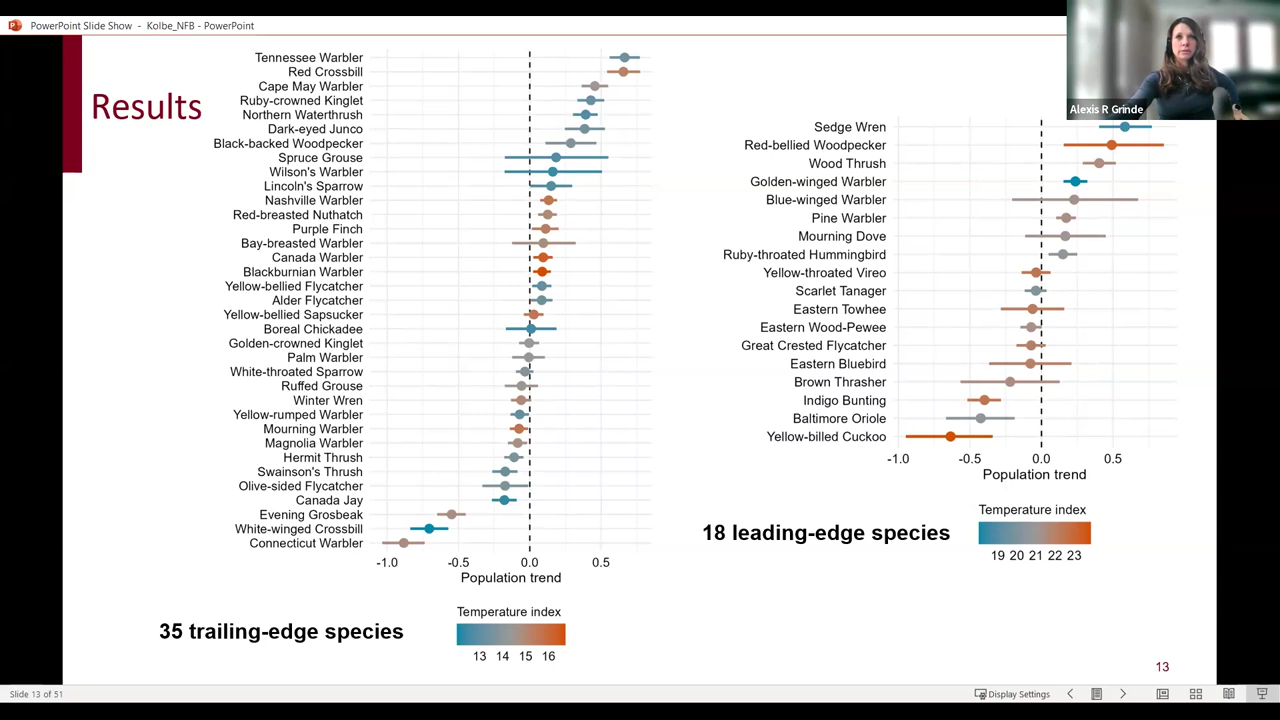 PowerPoint Slide Show - Kolbe_NFB - PowerPoint
Alexis R Grinde
Results
Tennessee Warbler
Red Crossbill
Cape May Warbler
Ruby-crowned Kinglet
Northern Waterthrush
Dark-eyed Junco
Black-backed Woodpecker
Spruce Grouse
Wilson's Warbler
Lincoln's Sparrow
Nashville Warbler
Red-breasted Nuthatch
Purple Finch
Bay-breasted Warbler
Canada Warbler
Blackburnian Warbler
Yellow-bellied Flycatcher
Alder Flycatcher
Yellow-bellied Sapsucker
Boreal Chickadee
Golden-crowned Kinglet
Palm Warbler
White-throated Sparrow
Ruffed Grouse
Winter Wren
Yellow-rumped Warbler
Mourning Warbler
Magnolia Warbler
Hermit Thrush
Swainson's Thrush
Olive-sided Flycatcher
Canada Jay
Evening Grosbeak
White-winged Crossbill
Connecticut Warbler
-1.0 -0.5 0.0 0.5
Population trend
35 trailing-edge species
Temperature index
13 14 15 16
Sedge Wren
Red-bellied Woodpecker
Wood Thrush
Golden-winged Warbler
Blue-winged Warbler
Pine Warbler
Mourning Dove
Ruby-throated Hummingbird
Yellow-throated Vireo
Scarlet Tanager
Eastern Towhee
Eastern Wood-Pewee
Great Crested Flycatcher
Eastern Bluebird
Brown Thrasher
Indigo Bunting
Baltimore Oriole
Yellow-billed Cuckoo
-1.0 -0.5 0.0 0.5
Population trend
18 leading-edge species
Temperature index
19 20 21 22 23
13
Slide 13 of 51
Display Settings